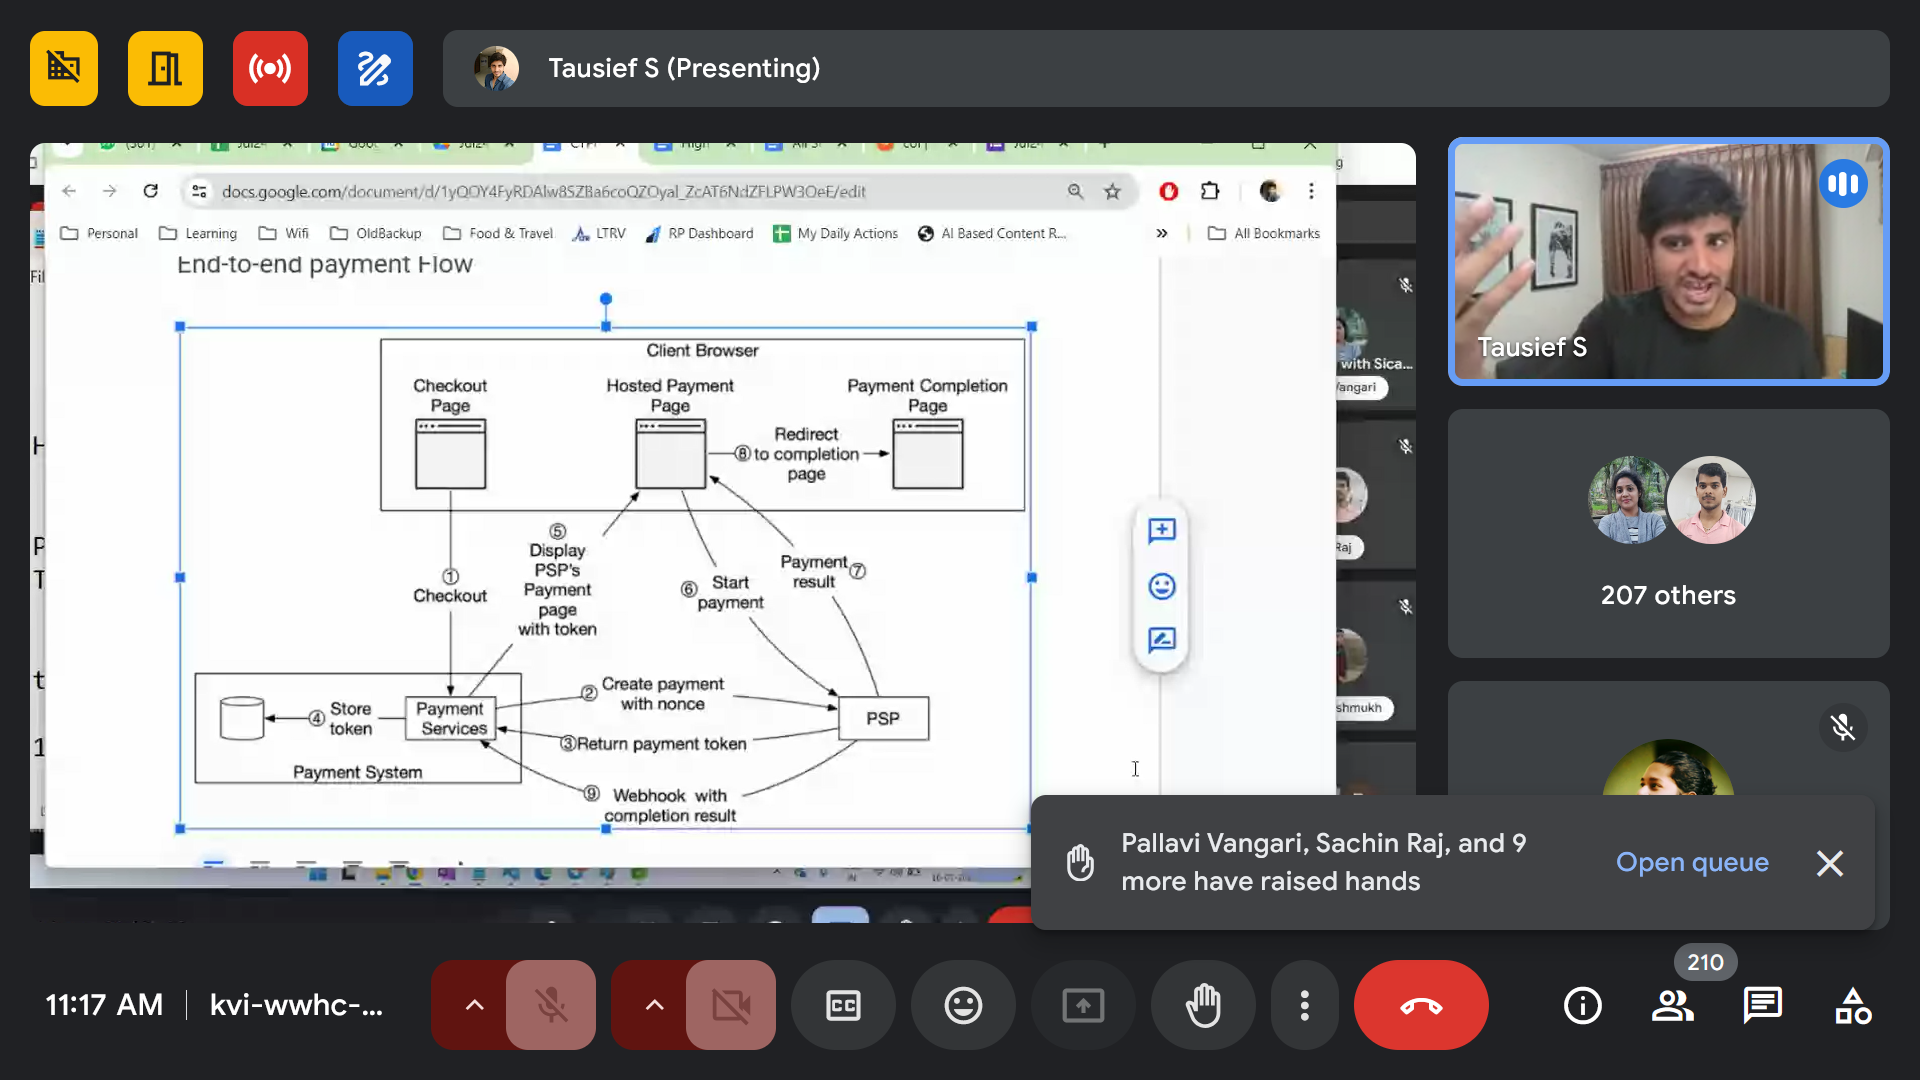 Tausief S (Presenting)
docs.google.com/document/d/1yQOY4FyRDAlw8SZBa6coQZOyal_ZcAT6NdZFLPW3OeE/edit
Personal
Learning
Wifi
OldBackup
Food & Travel
LTRV
RP Dashboard
My Daily Actions
AI Based Content R...
»
All Bookmarks
End-to-end payment Flow
Client Browser
Checkout
Page
Hosted Payment
Page
Payment Completion
Page
⑧
Redirect
to completion
page
①
Checkout
⑤
Display
PSP's
Payment
page
with token
⑥
Start
payment
Payment
result
⑦
④
Store
token
Payment
Services
Payment System
②
Create payment
with nonce
③Return payment token
PSP
⑨
Webhook with
completion result
with Sica...
Vangari
Raj
shmukh
Tausief S
207 others
Pallavi Vangari, Sachin Raj, and 9
more have raised hands
Open queue
11:17 AM
kvi-wwhc-...
CC
210